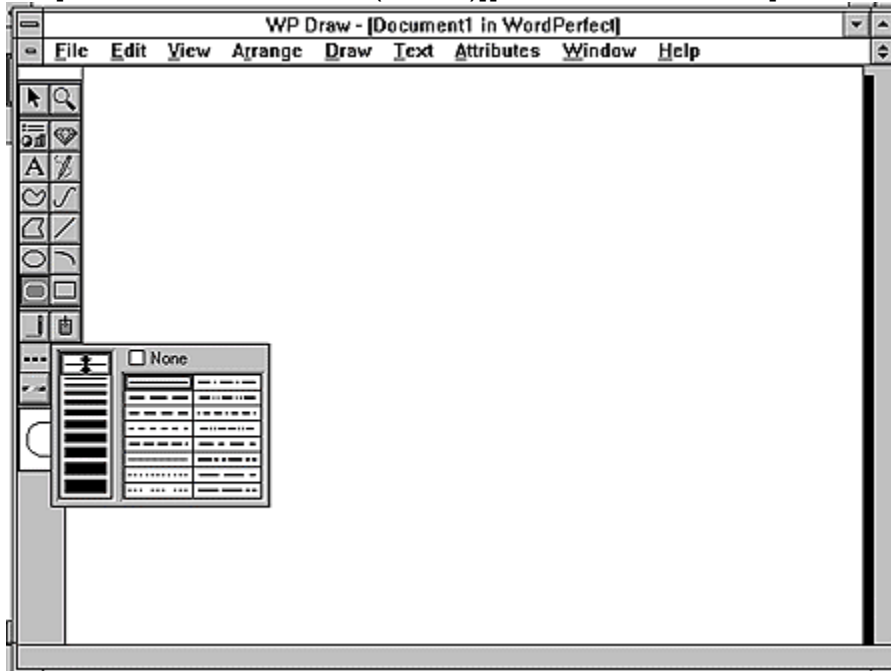 WP Draw - [Document1 in WordPerfect]
File Edit View Arrange Draw Text Attributes Window Help
A
None